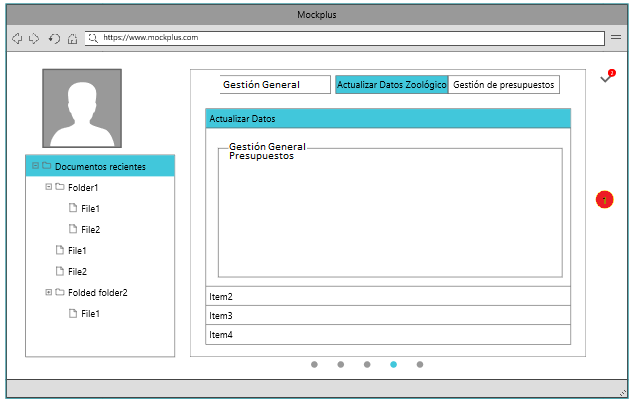 Mockplus
https://www.mockplus.com
Gestión General
Actualizar Datos Zoológico
Gestión de presupuestos
Actualizar Datos
Gestión General
Presupuestos
Item2
Item3
Item4
Documentos recientes
Folder1
File1
File2
File1
File2
Folded folder2
File1